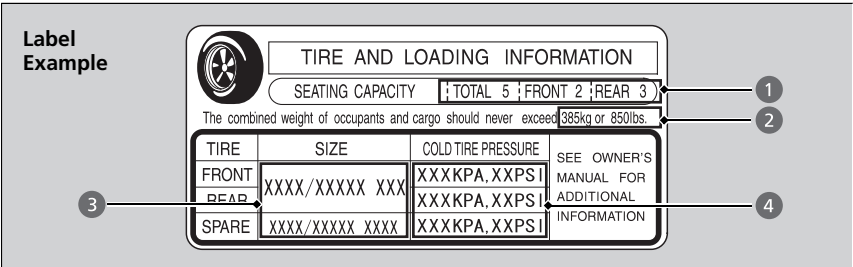 Label
Example
TIRE AND LOADING INFORMATION
SEATING CAPACITY TOTAL 5 FRONT 2 REAR 3
1
The combined weight of occupants and cargo should never exceed 385kg or 850lbs.
2
TIRE SIZE COLD TIRE PRESSURE
SEE OWNER'S
MANUAL FOR
ADDITIONAL
INFORMATION
FRONT XXXX/XXXXX XXX XXXKPA,XXPSI
REAR XXXKPA,XXPSI
3
4
SPARE XXXX/XXXXX XXXX XXXKPA,XXPSI